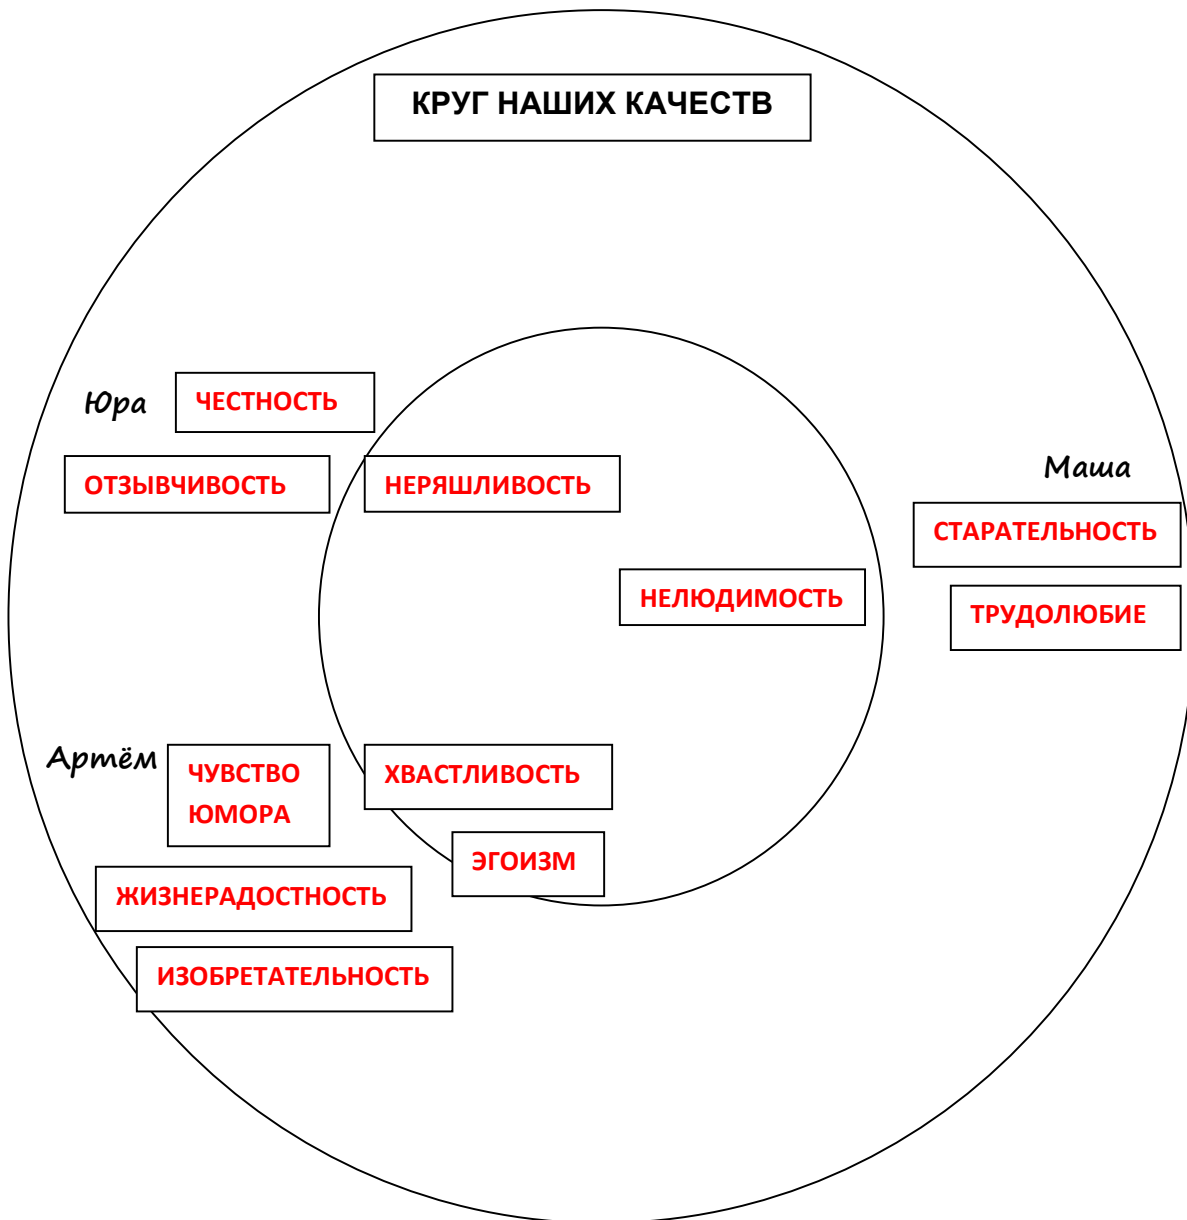 КРУГ НАШИХ КАЧЕСТВ
Юра
ЧЕСТНОСТЬ
ОТЗЫВЧИВОСТЬ
НЕРЯШЛИВОСТЬ
Маша
СТАРАТЕЛЬНОСТЬ
НЕЛЮДИМОСТЬ
ТРУДОЛЮБИЕ
Артём
ЧУВСТВО
ЮМОРА
ХВАСТЛИВОСТЬ
ЭГОИЗМ
ЖИЗНЕРАДОСТНОСТЬ
ИЗОБРЕТАТЕЛЬНОСТЬ